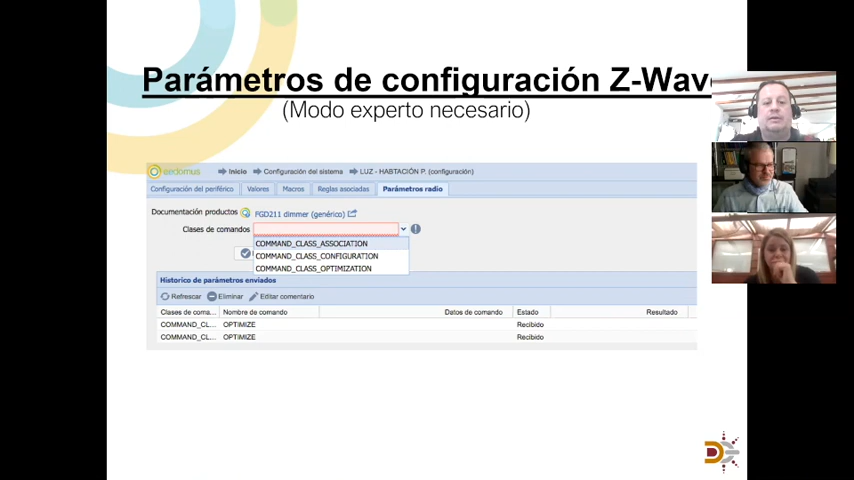 Parámetros de configuración Z-Wave
(Modo experto necesario)
eedomus Inicio Configuración del sistema LUZ - HABTACIÓN P. (configuración)
Configuración del periférico Valores Macros Reglas asociadas Parámetros radio
Documentación productos FGD211 dimmer (genérico)
Clases de comandos
COMMAND_CLASS_ASSOCIATION
COMMAND_CLASS_CONFIGURATION
COMMAND_CLASS_OPTIMIZATION
Historico de parámetros enviados
Refrescar Eliminar Editar comentario
Clases de coma... Nombre de comando Datos de comando Estado Resultado
COMMAND_CL... OPTIMIZE Recibido
COMMAND_CL... OPTIMIZE Recibido